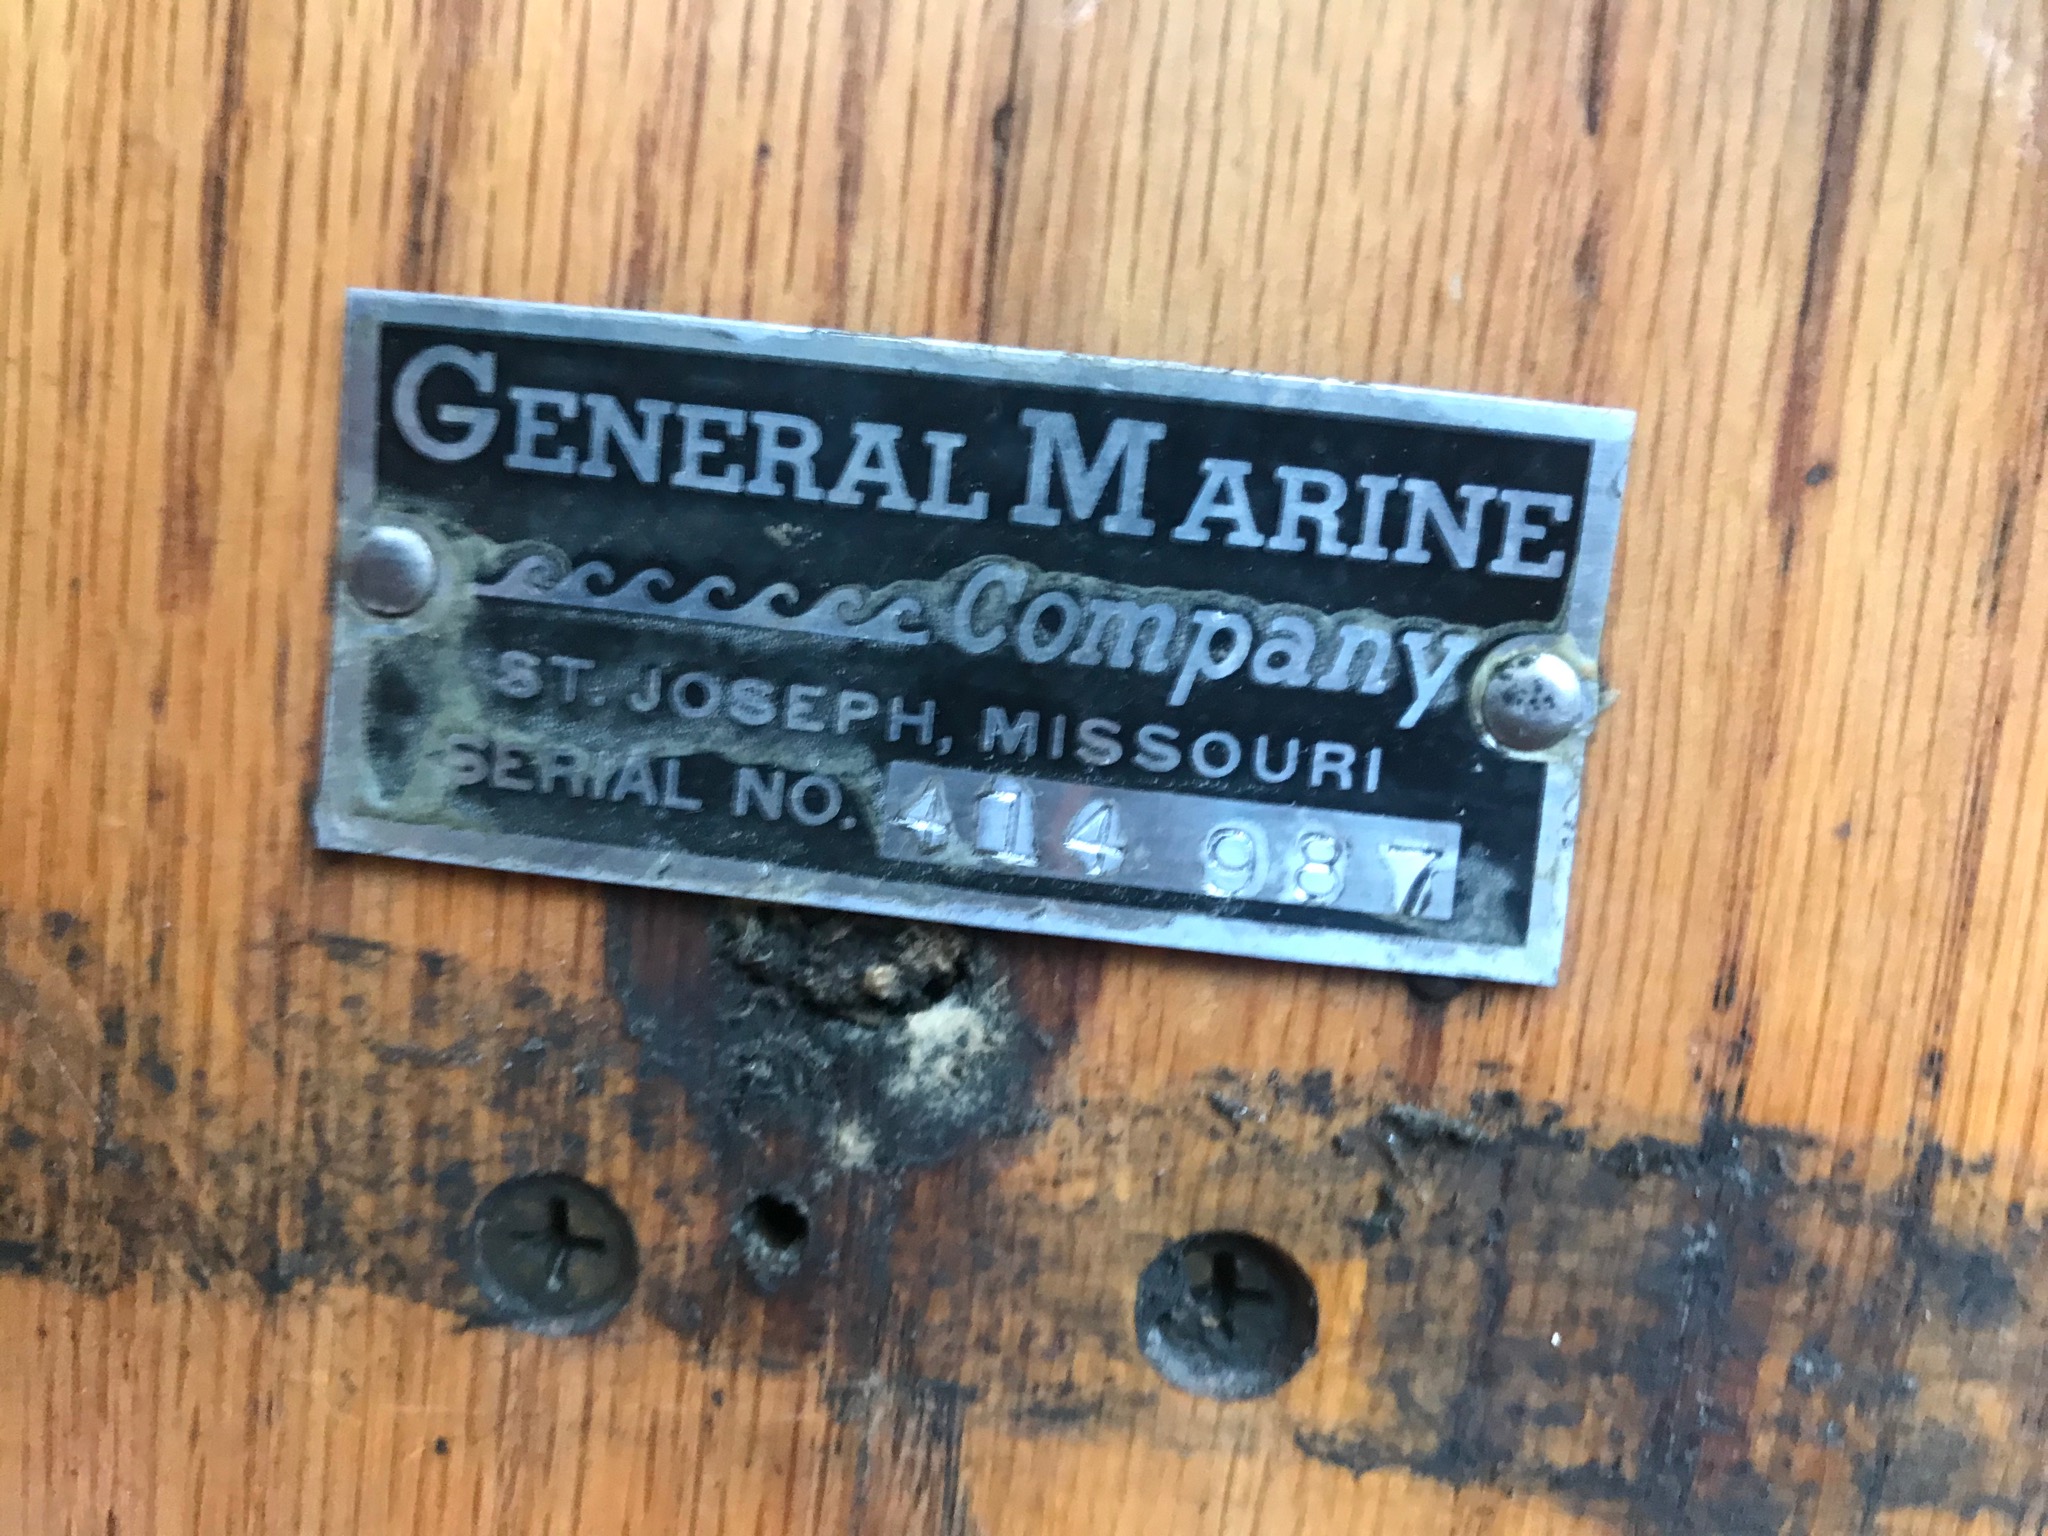 GENERAL MARINE
Company
ST. JOSEPH, MISSOURI
SERIAL NO. 414 987